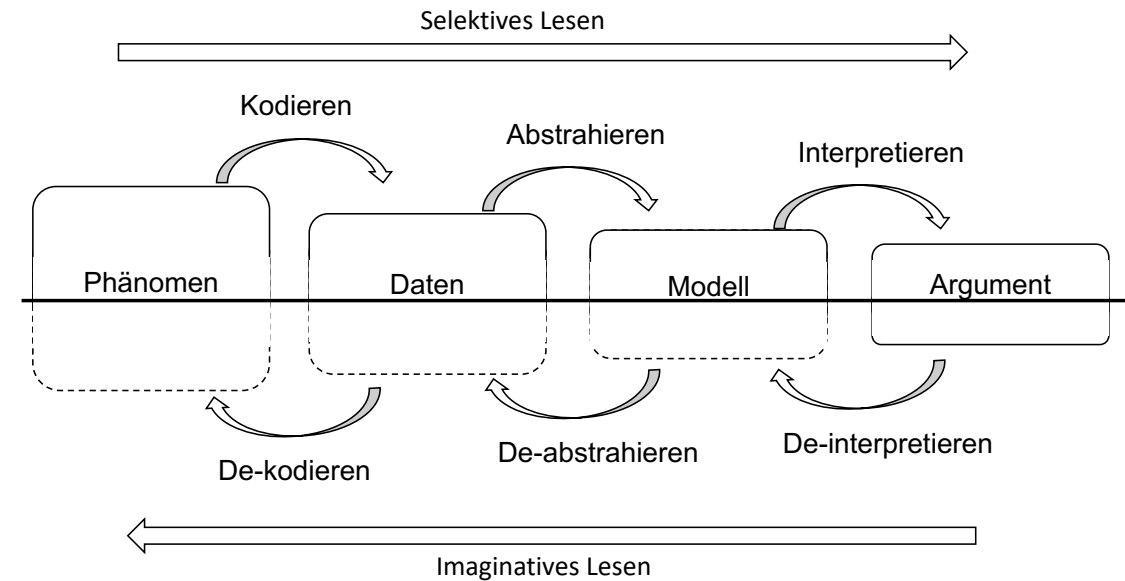 Selektives Lesen
Kodieren
Abstrahieren
Interpretieren
Phänomen
Daten
Modell
Argument
De-kodieren
De-abstrahieren
De-interpretieren
Imaginatives Lesen